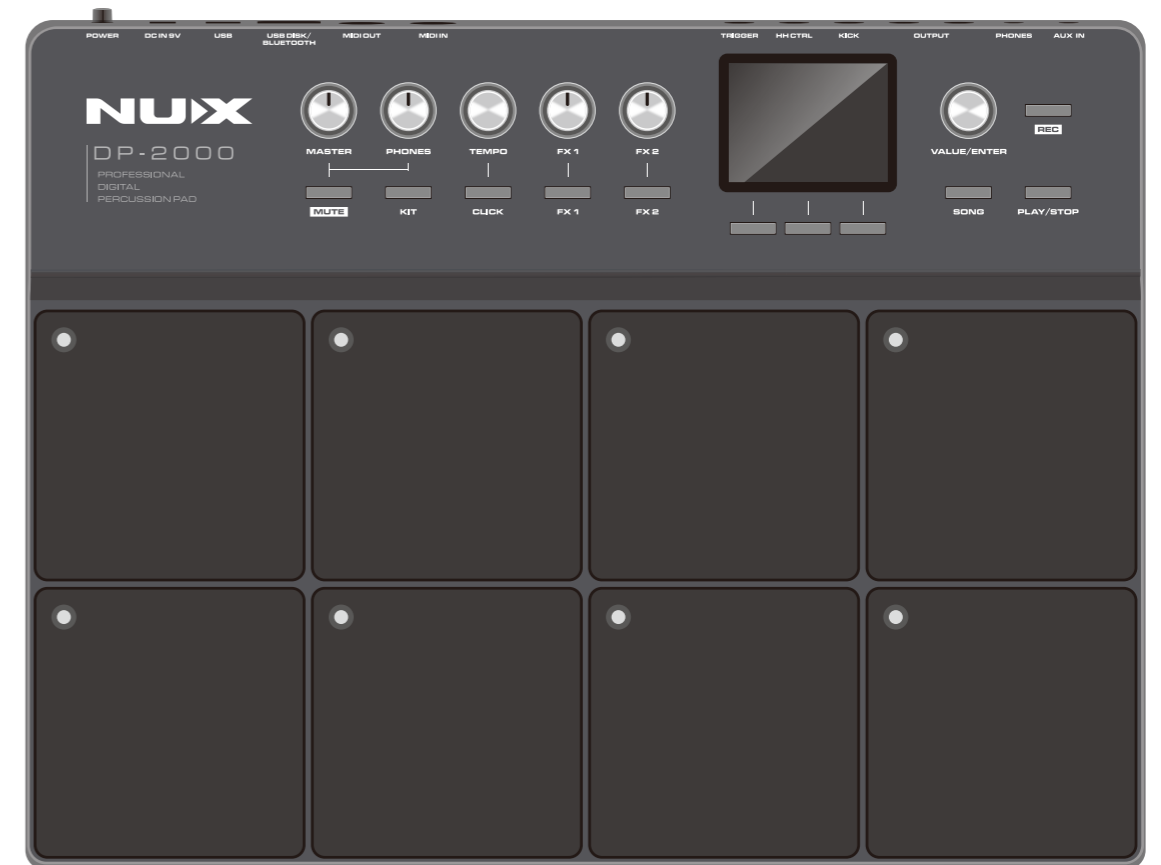 POWER DC IN 9V USB USB DISK/ MIDI OUT MIDI IN TRIGGER HH CTRL KICK OUTPUT PHONES AUX IN
BLUETOOTH
NUX
DP-2000
PROFESSIONAL
DIGITAL
PERCUSSION PAD
MASTER PHONES TEMPO FX 1 FX 2 VALUE/ENTER
REC
MUTE KIT CLICK FX 1 FX 2 SONG PLAY/STOP